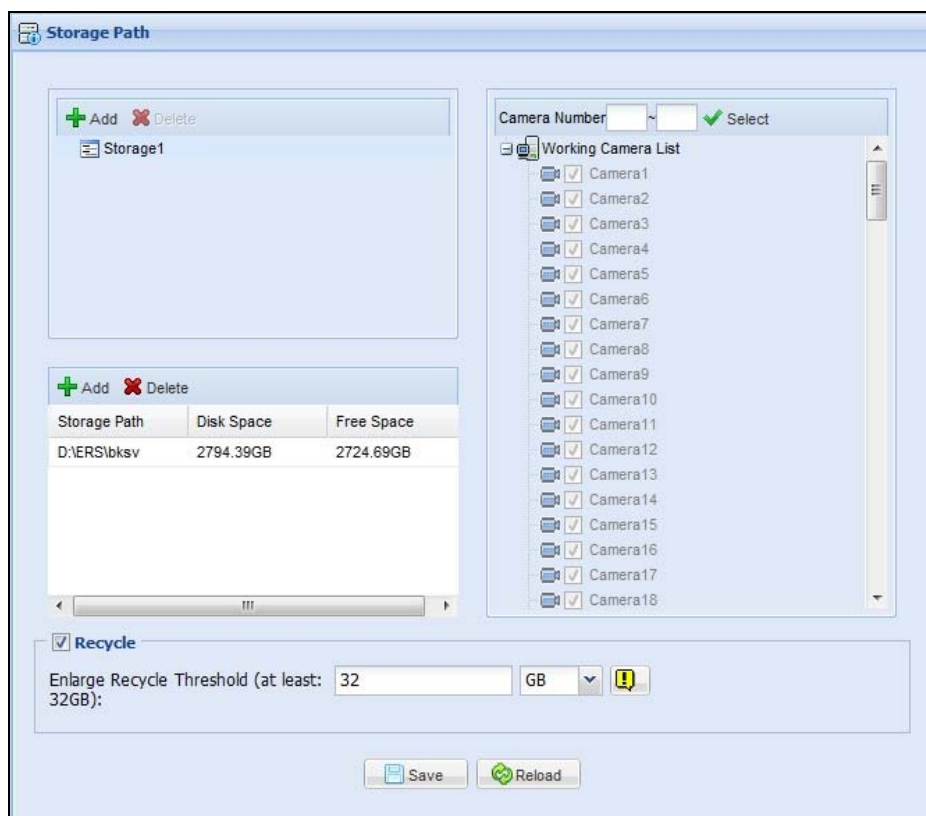 Storage Path
Add Delete
Storage1
Add Delete
Storage Path Disk Space Free Space
D:\ERS\bksv 2794.39GB 2724.69GB
Camera Number ~ Select
Working Camera List
Camera1
Camera2
Camera3
Camera4
Camera5
Camera6
Camera7
Camera8
Camera9
Camera10
Camera11
Camera12
Camera13
Camera14
Camera15
Camera16
Camera17
Camera18
Recycle
Enlarge Recycle Threshold (at least: 32 GB
32GB):
Save Reload